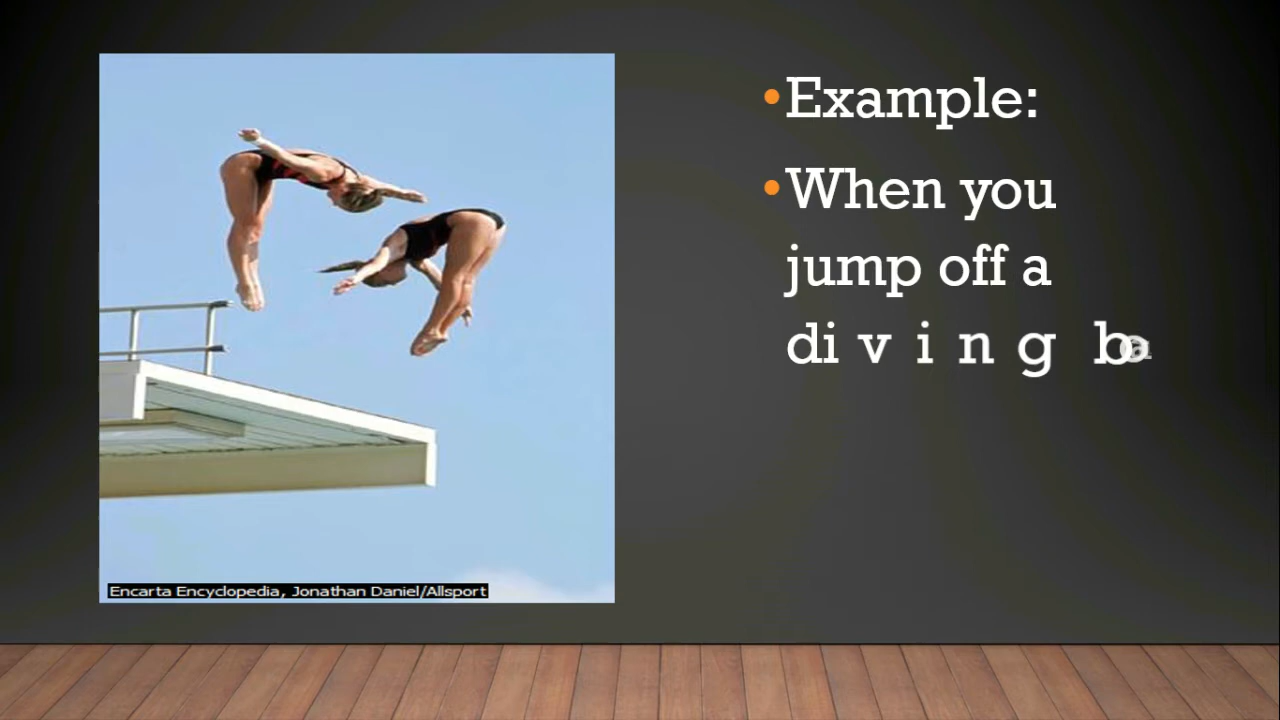 • Example:
• When you
jump off a
diving
Encarta Encyclopedia, Jonathan Daniel/Allsport